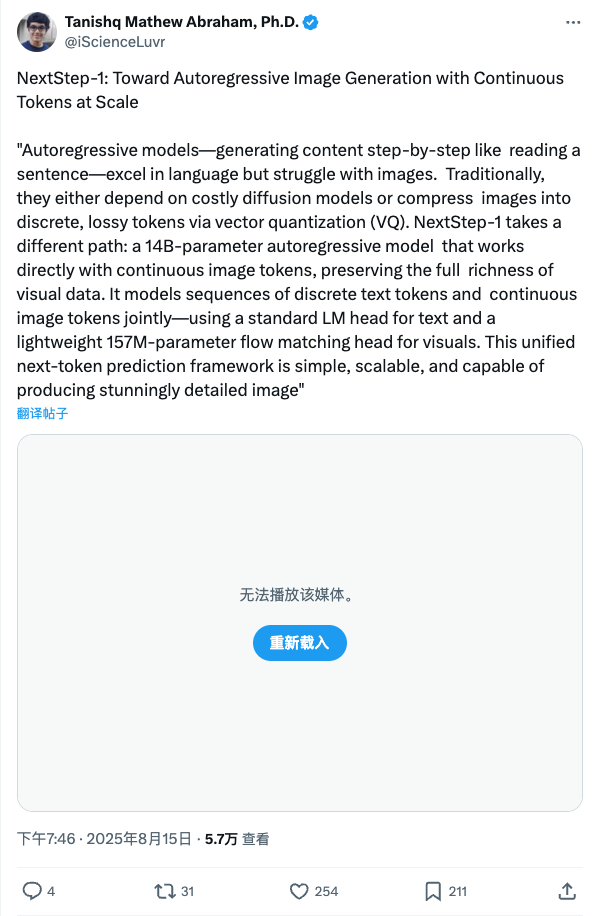 Tanishq Mathew Abraham, Ph.D.
@iScienceLuvr
NextStep-1: Toward Autoregressive Image Generation with Continuous
Tokens at Scale
"Autoregressive models—generating content step-by-step like  reading a
sentence—excel in language but struggle with images.  Traditionally,
they either depend on costly diffusion models or compress  images into
discrete, lossy tokens via vector quantization (VQ). NextStep-1 takes a
different path: a 14B-parameter autoregressive model  that works
directly with continuous image tokens, preserving the full  richness of
visual data. It models sequences of discrete text tokens and  continuous
image tokens jointly—using a standard LM head for text and a
lightweight 157M-parameter flow matching head for visuals. This unified
next-token prediction framework is simple, scalable, and capable of
producing stunningly detailed image"
翻译帖子
无法播放该媒体。
重新载入
下午7:46 · 2025年8月15日 · 5.7万 查看
4 31 254 211